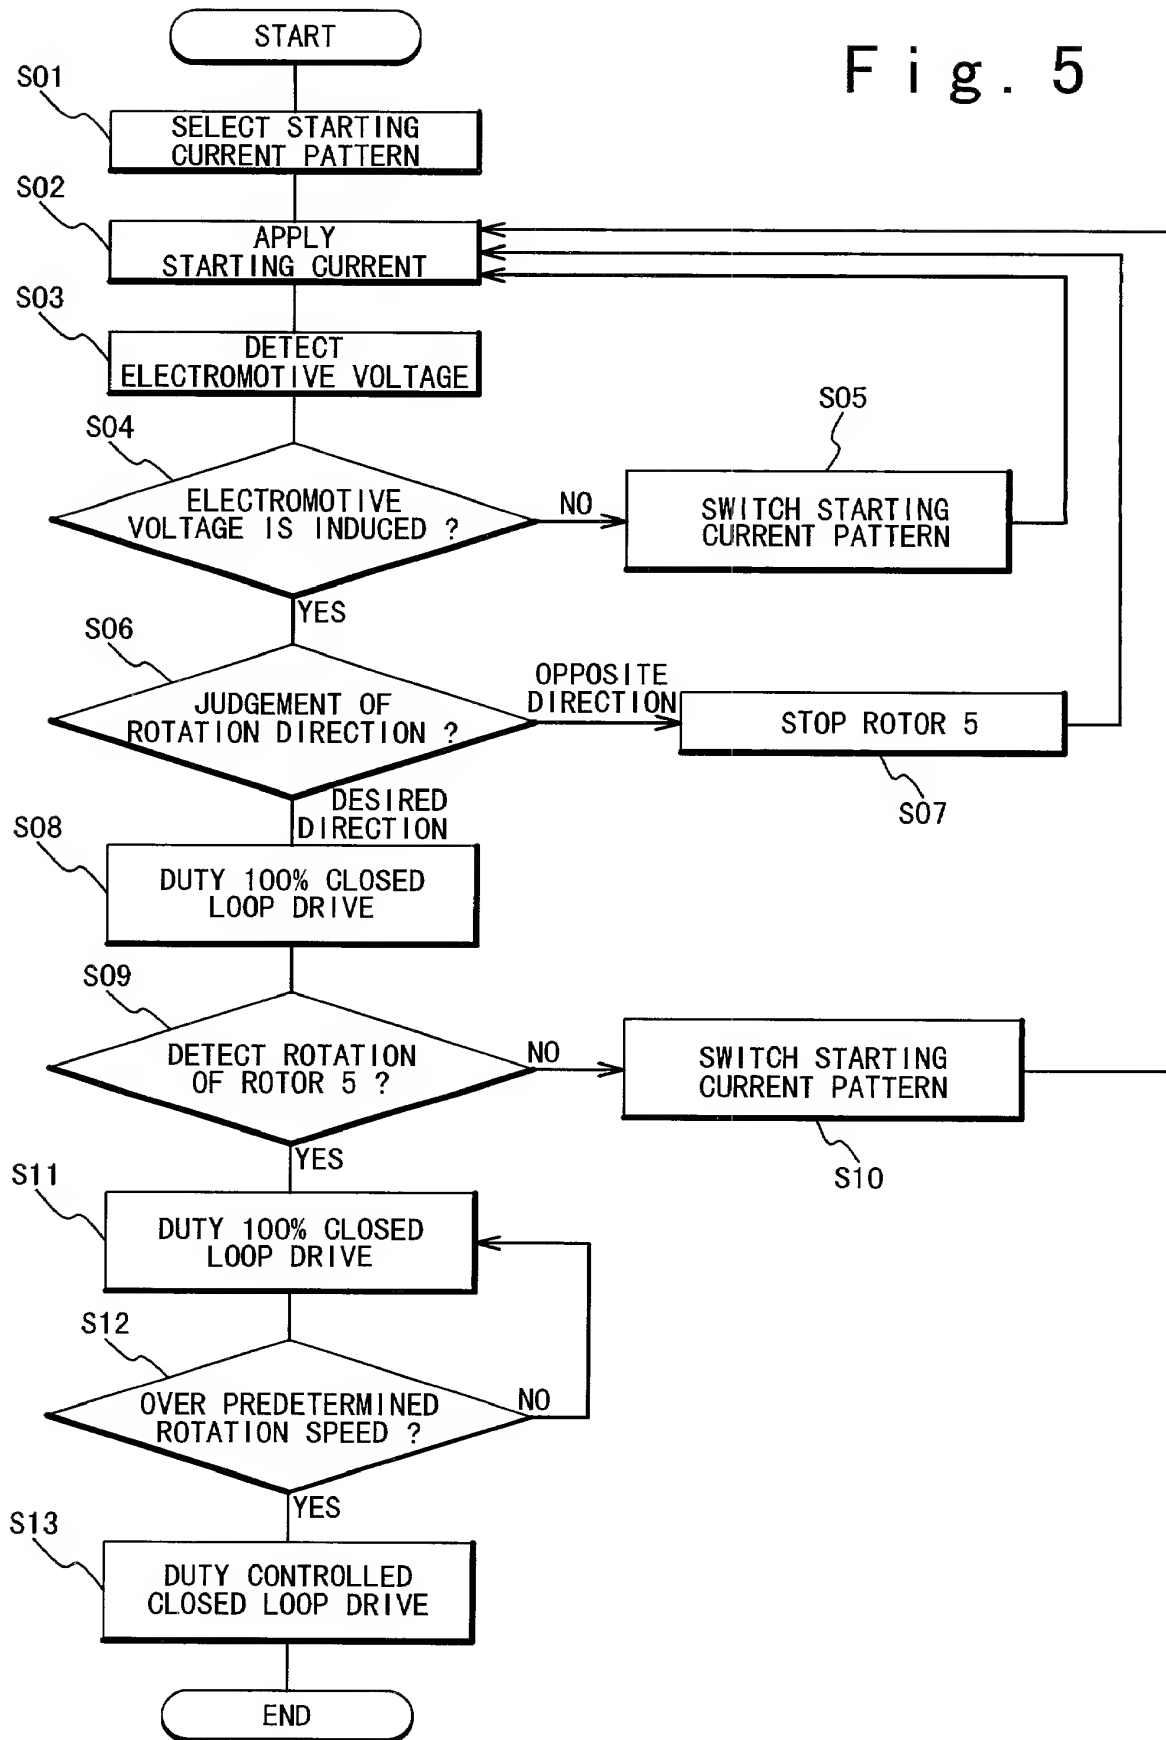 START
Fig. 5
S01
SELECT STARTING
CURRENT PATTERN
S02
APPLY
STARTING CURRENT
S03
DETECT
ELECTROMOTIVE VOLTAGE
S04
ELECTROMOTIVE
VOLTAGE IS INDUCED ?
NO
S05
SWITCH STARTING
CURRENT PATTERN
YES
S06
JUDGEMENT OF
ROTATION DIRECTION ?
OPPOSITE
DIRECTION
STOP ROTOR 5
S07
DESIRED
DIRECTION
S08
DUTY 100% CLOSED
LOOP DRIVE
S09
DETECT ROTATION
OF ROTOR 5 ?
NO
SWITCH STARTING
CURRENT PATTERN
S10
YES
S11
DUTY 100% CLOSED
LOOP DRIVE
S12
OVER PREDETERMINED
ROTATION SPEED ?
NO
YES
S13
DUTY CONTROLLED
CLOSED LOOP DRIVE
END